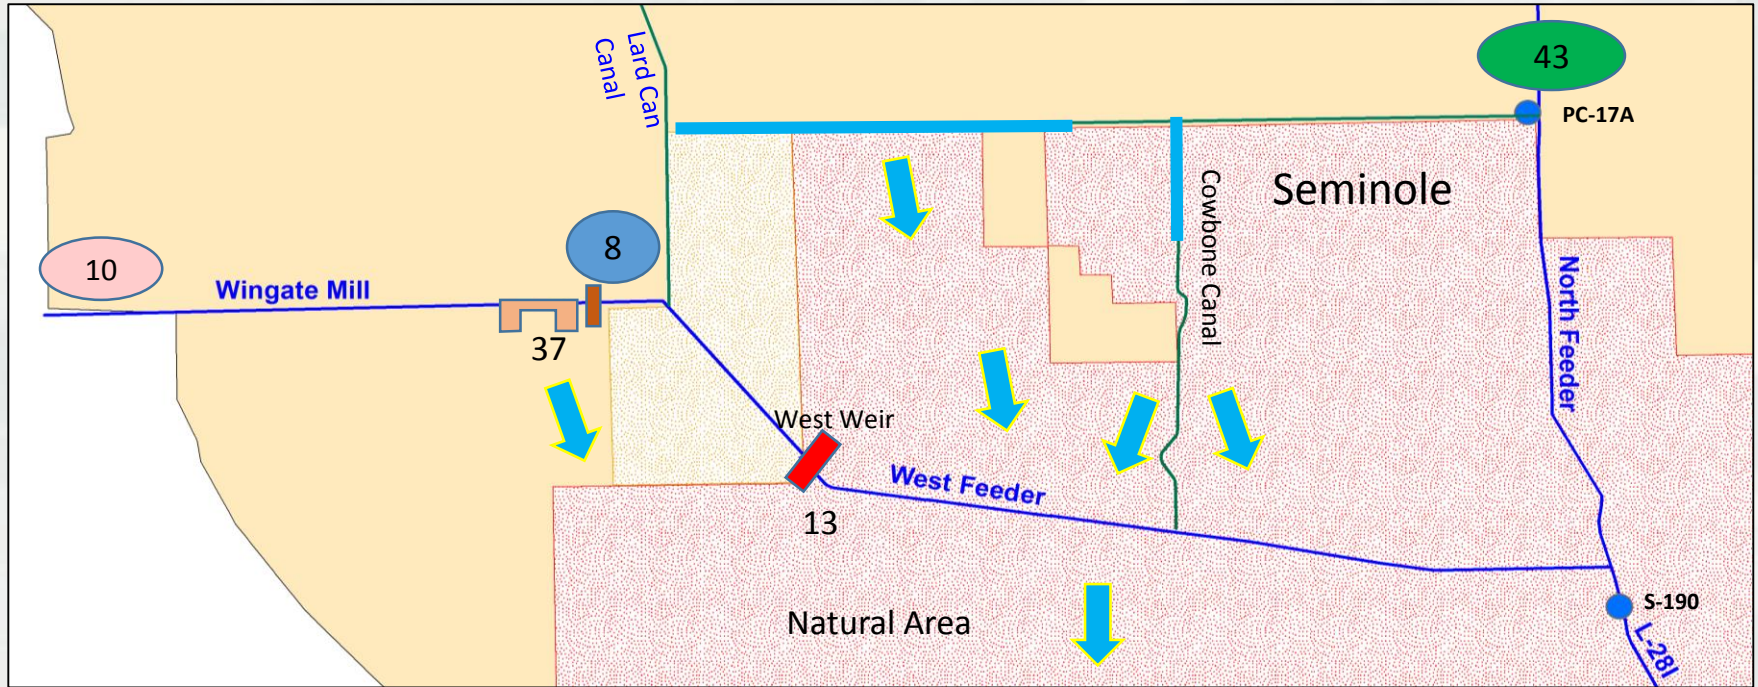 Lard Can
Canal
43
PC-17A
Seminole
Cowbone Canal
8
10
Wingate Mill
North Feeder
37
West Weir
West Feeder
13
S-190
Natural Area
L-28I